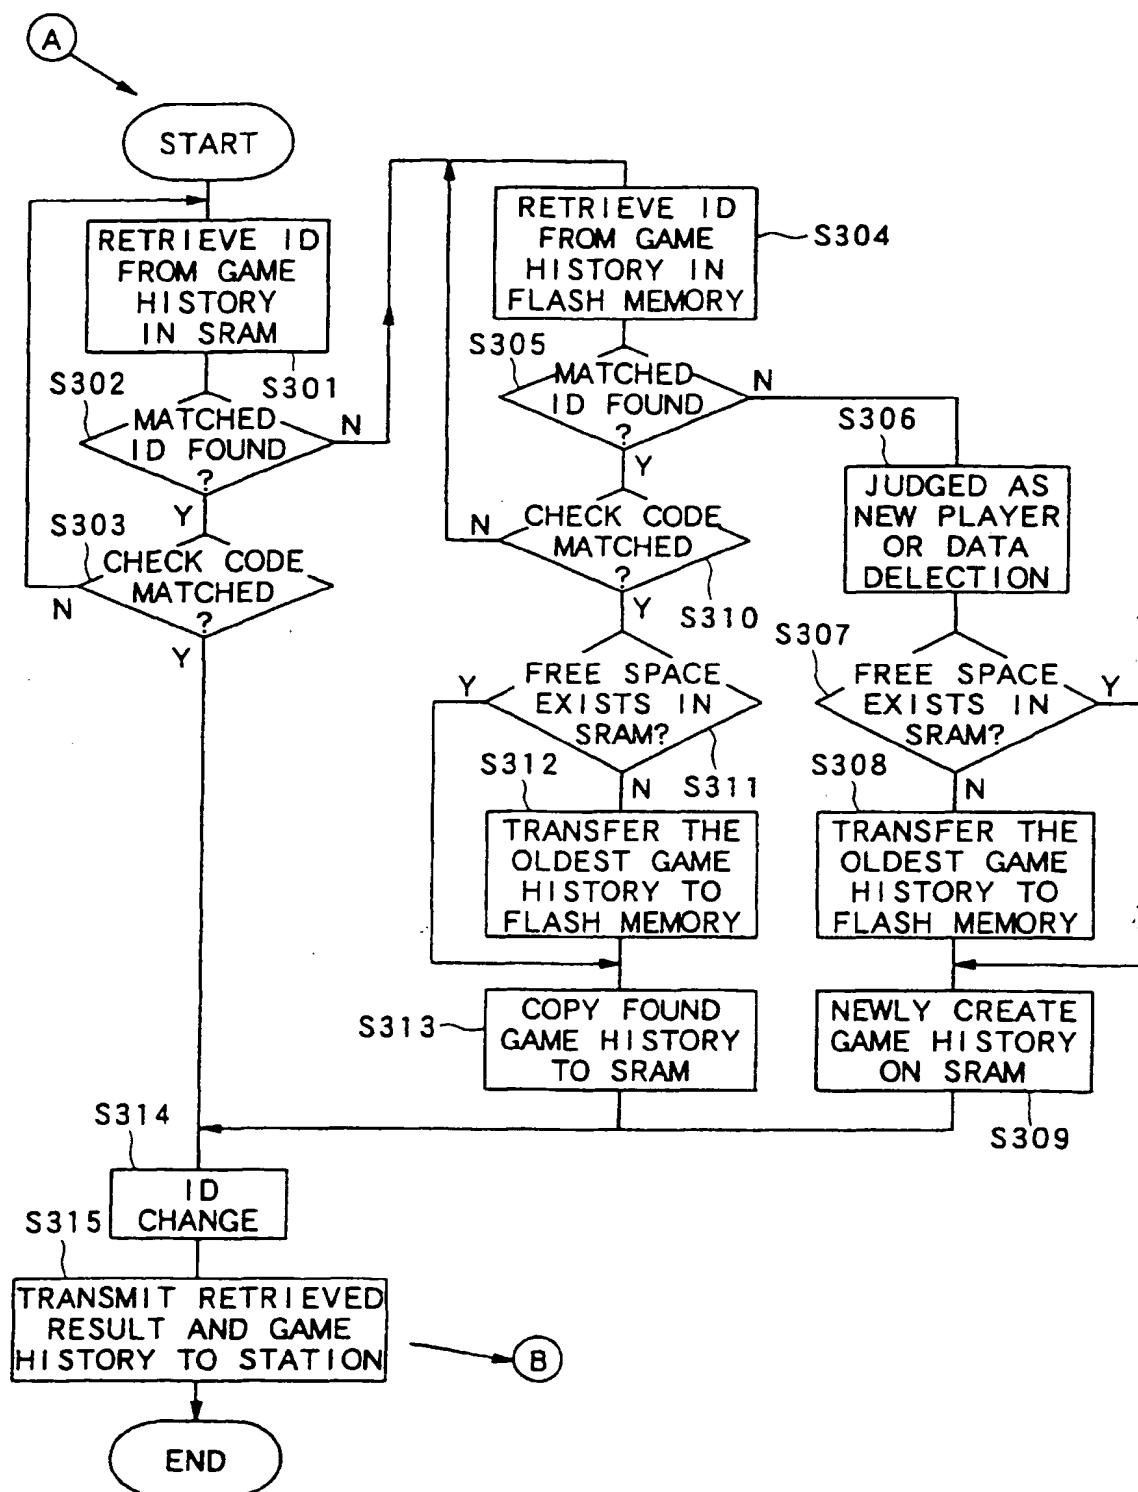 A
START
RETRIEVE ID
FROM GAME
HISTORY
IN SRAM
S301
S302
MATCHED
ID FOUND
?
N
Y
S303
CHECK CODE
MATCHED
?
N
Y
RETRIEVE ID
FROM GAME
HISTORY IN
FLASH MEMORY
S304
S305
MATCHED
ID FOUND
?
N
Y
CHECK CODE
MATCHED
?
N
Y
S310
S306
JUDGED AS
NEW PLAYER
OR DATA
DELECTION
S307
FREE SPACE
EXISTS IN
SRAM?
Y
N
FREE SPACE
EXISTS IN
SRAM?
Y
N
S311
S312
TRANSFER THE
OLDEST GAME
HISTORY TO
FLASH MEMORY
S308
TRANSFER THE
OLDEST GAME
HISTORY TO
FLASH MEMORY
S313
COPY FOUND
GAME HISTORY
TO SRAM
NEWLY CREATE
GAME HISTORY
ON SRAM
S309
S314
ID
CHANGE
S315
TRANSMIT RETRIEVED
RESULT AND GAME
HISTORY TO STATION
B
END